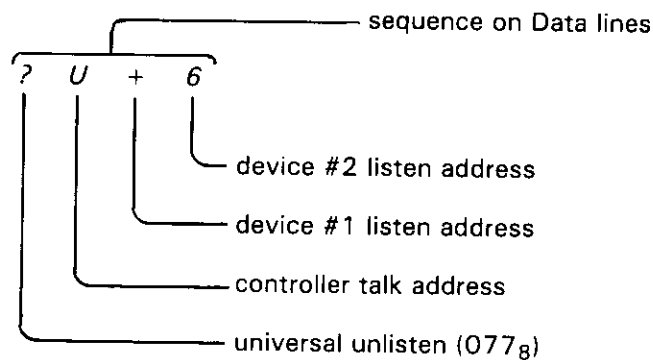 sequence on Data lines
? U + 6
device #2 listen address
device #1 listen address
controller talk address
universal unlisten (077₈)